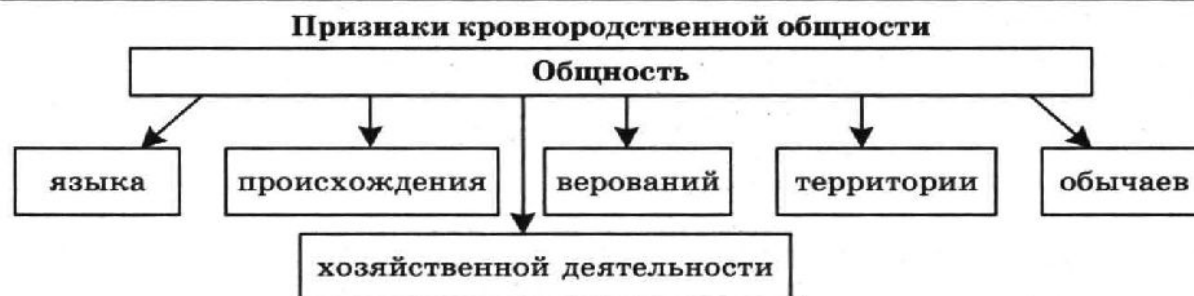 Признаки кровнородственной общности
Общность
языка
происхождения
верований
территории
обычаев
хозяйственной деятельности